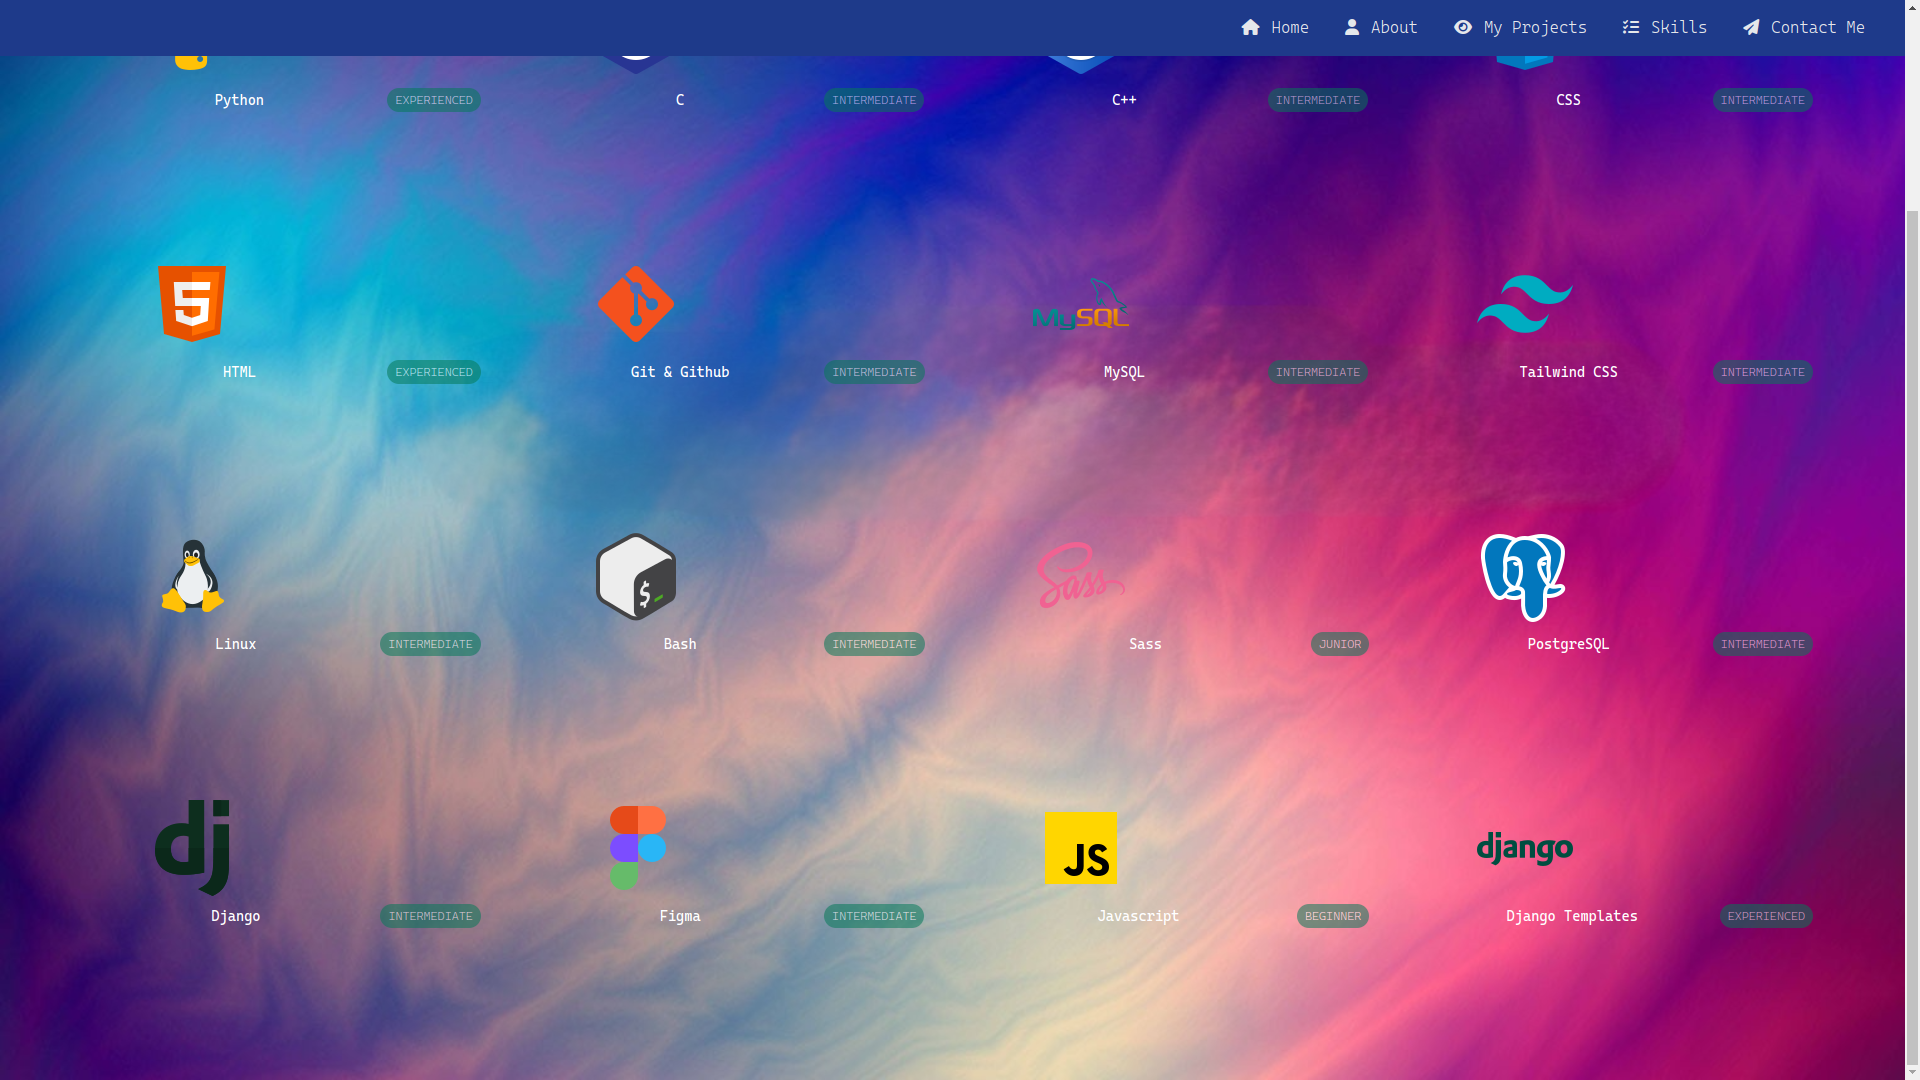 Home About My Projects Skills Contact Me
Python EXPERIENCED C INTERMEDIATE C++ INTERMEDIATE CSS INTERMEDIATE
5
MySQL
HTML EXPERIENCED Git & Github INTERMEDIATE MySQL INTERMEDIATE Tailwind CSS INTERMEDIATE
$_
Sass
Linux INTERMEDIATE Bash INTERMEDIATE Sass JUNIOR PostgreSQL INTERMEDIATE
dj
JS
django
Django INTERMEDIATE Figma INTERMEDIATE Javascript BEGINNER Django Templates EXPERIENCED